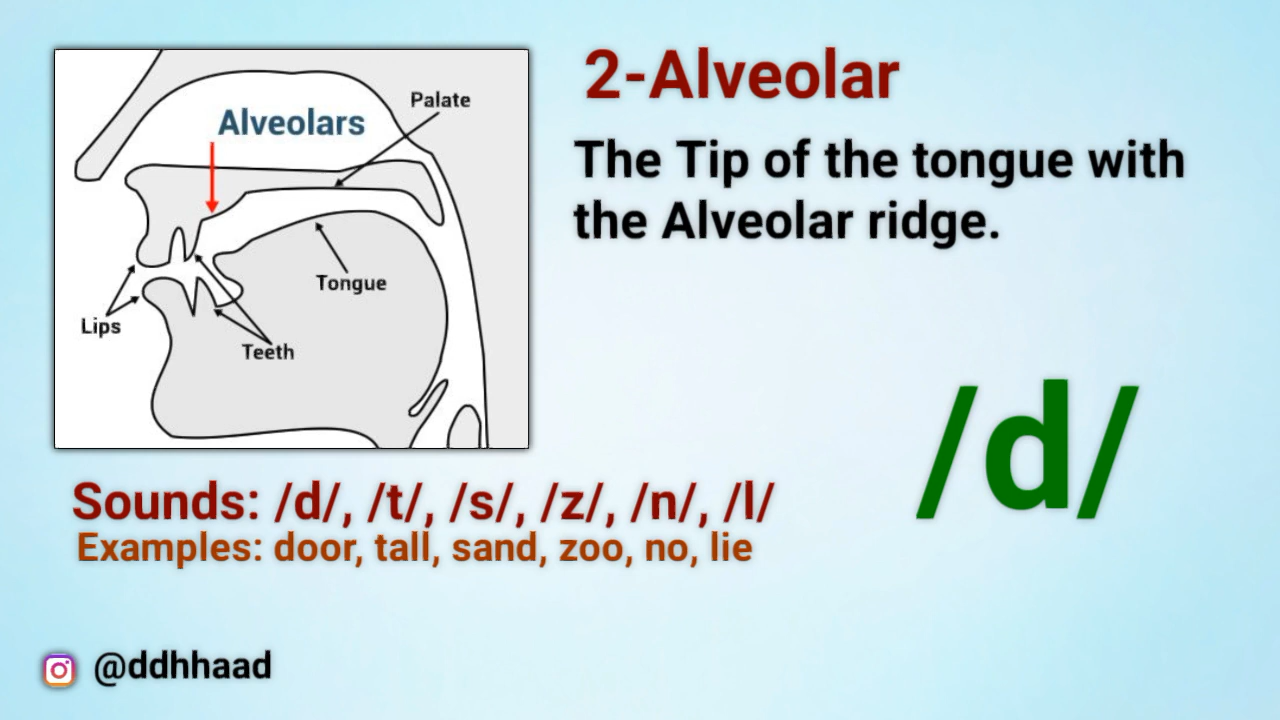 2-Alveolar
The Tip of the tongue with
the Alveolar ridge.
Alveolars
Palate
Tongue
Lips
Teeth
/d/
Sounds: /d/, /t/, /s/, /z/, /n/, /l/
Examples: door, tall, sand, zoo, no, lie
@ddhhaad